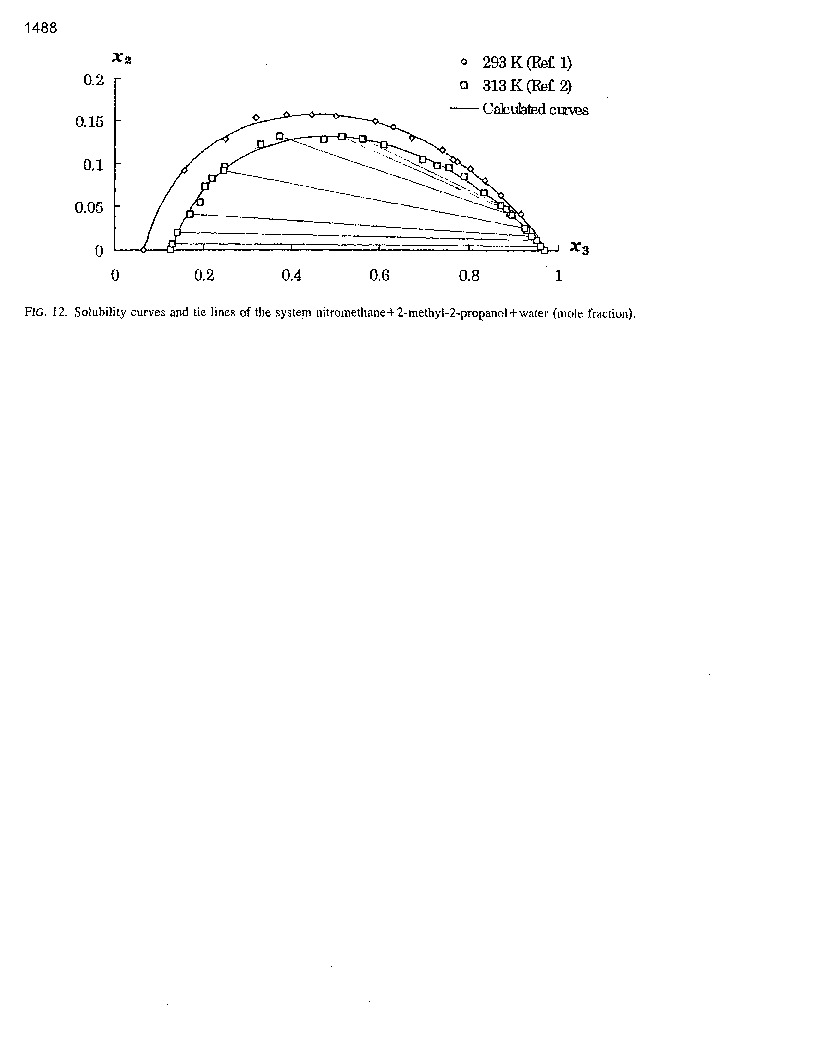 1488
x₂
0.2
0.15
0.1
0.05
0
293 K (Ref. 1)
313 K (Ref. 2)
Calculated curves
x₃
0 0.2 0.4 0.6 0.8 1
FIG. 12. Solubility curves and tie lines of the system nitromethane+2-methyl-2-propanol+water (mole fraction).